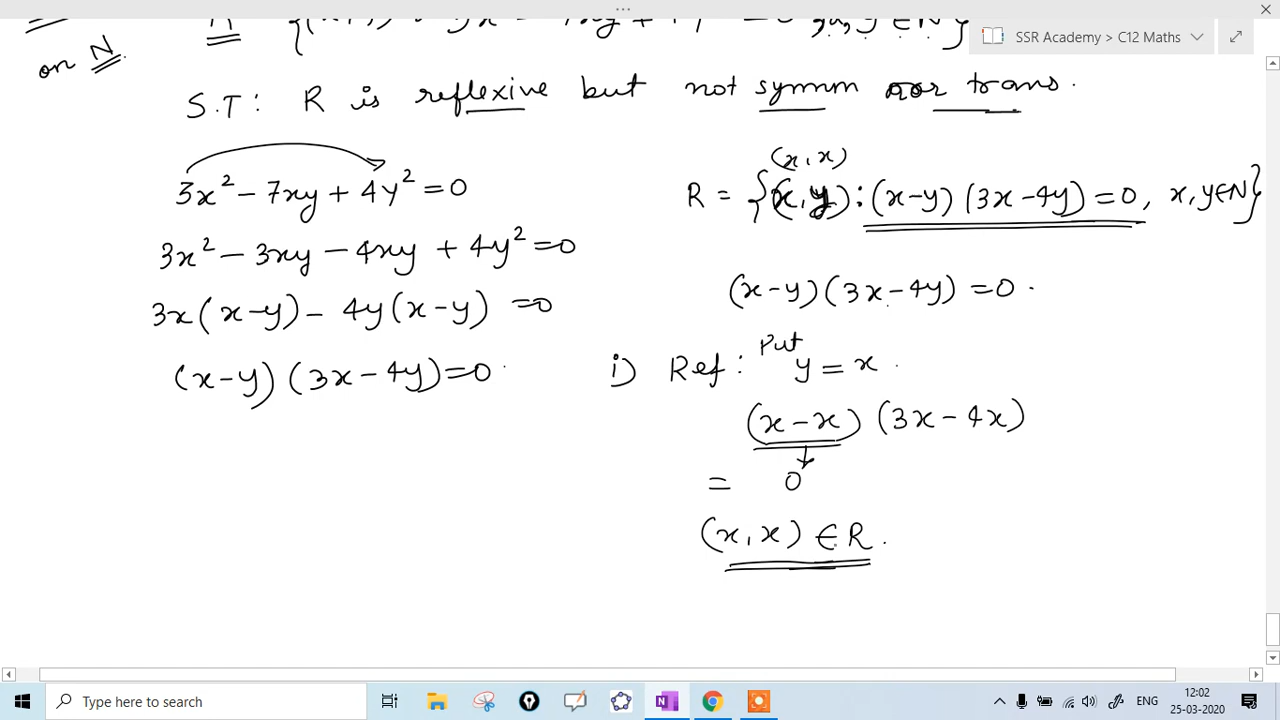 SSR Academy > C12 Maths
on N
S.T: R is reflexive but not symm nor trans.
3x² - 7xy + 4y² = 0
3x² - 3xy - 4xy + 4y² = 0
3x(x-y) - 4y(x-y) = 0
(x-y)(3x-4y)=0.
(x, x)
R = {(x, y) : (x-y)(3x-4y) = 0, x, y∈N}
(x-y)(3x-4y) = 0.
i) Ref: Put y = x.
(x-x)(3x-4x)
= 0
(x, x) ∈ R.
Type here to search
ENG
12:02
25-03-2020